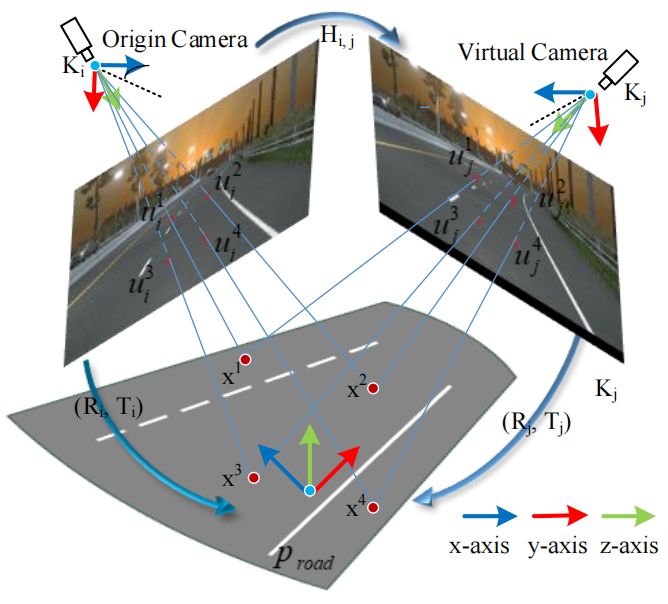 Origin Camera
H_{i, j}
Virtual Camera
K_i
K_j
u_i^1
u_i^2
u_i^3
u_i^4
u_j^1
u_j^2
u_j^3
u_j^4
x^1
x^2
x^3
x^4
(R_i, T_i)
(R_j, T_j)
K_j
p_{road}
x-axis y-axis z-axis